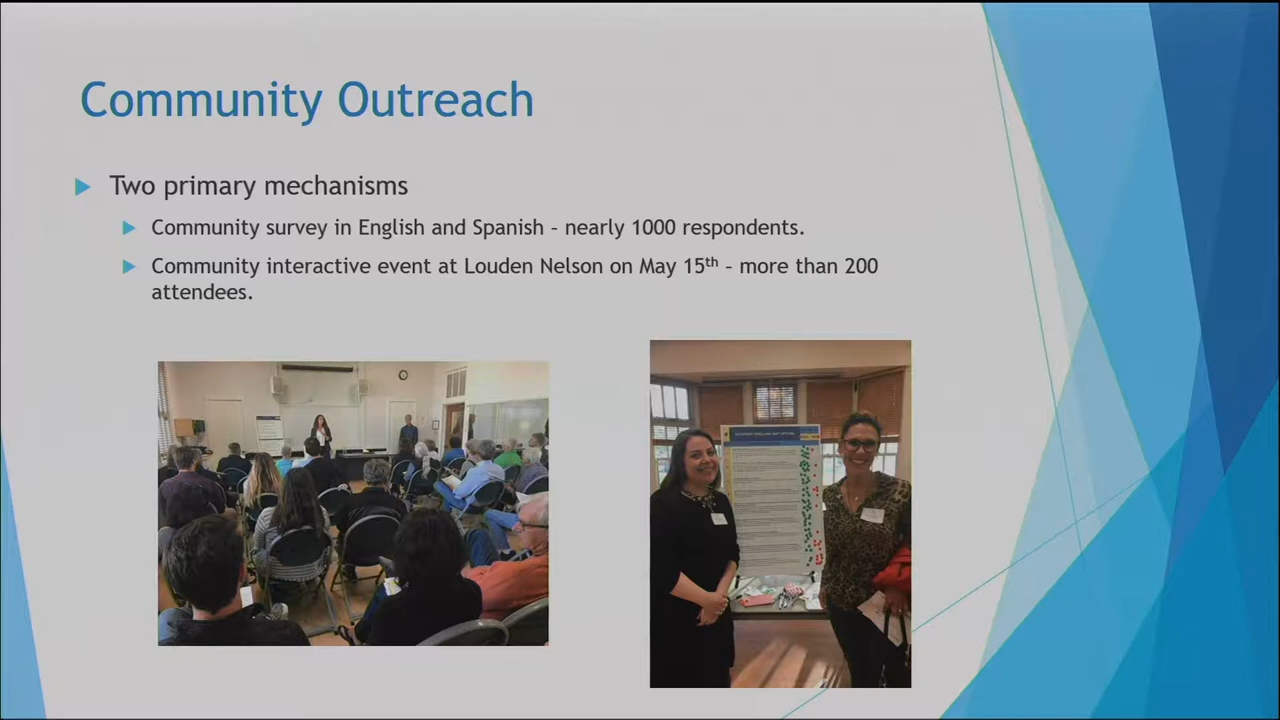 Community Outreach
Two primary mechanisms
Community survey in English and Spanish – nearly 1000 respondents.
Community interactive event at Louden Nelson on May 15th – more than 200
attendees.